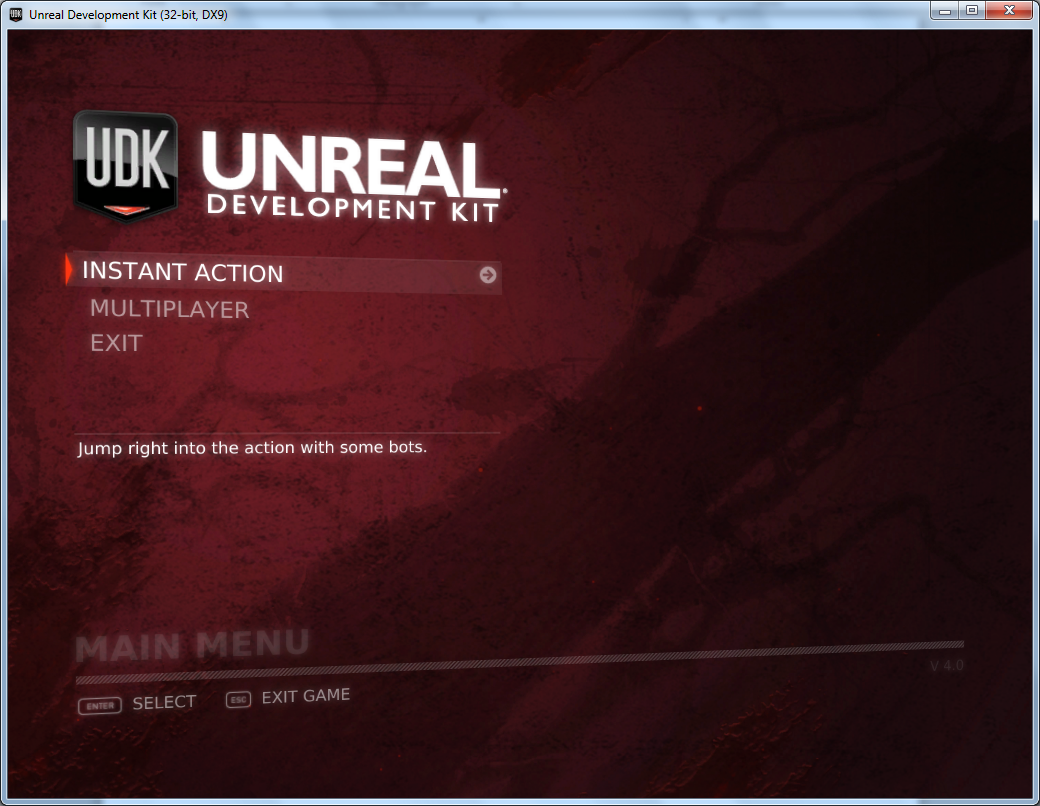 Unreal Development Kit (32-bit, DX9)
UDK
UNREAL
DEVELOPMENT KIT
INSTANT ACTION
MULTIPLAYER
EXIT
Jump right into the action with some bots.
MAIN MENU
V 4.0
ENTER SELECT ESC EXIT GAME